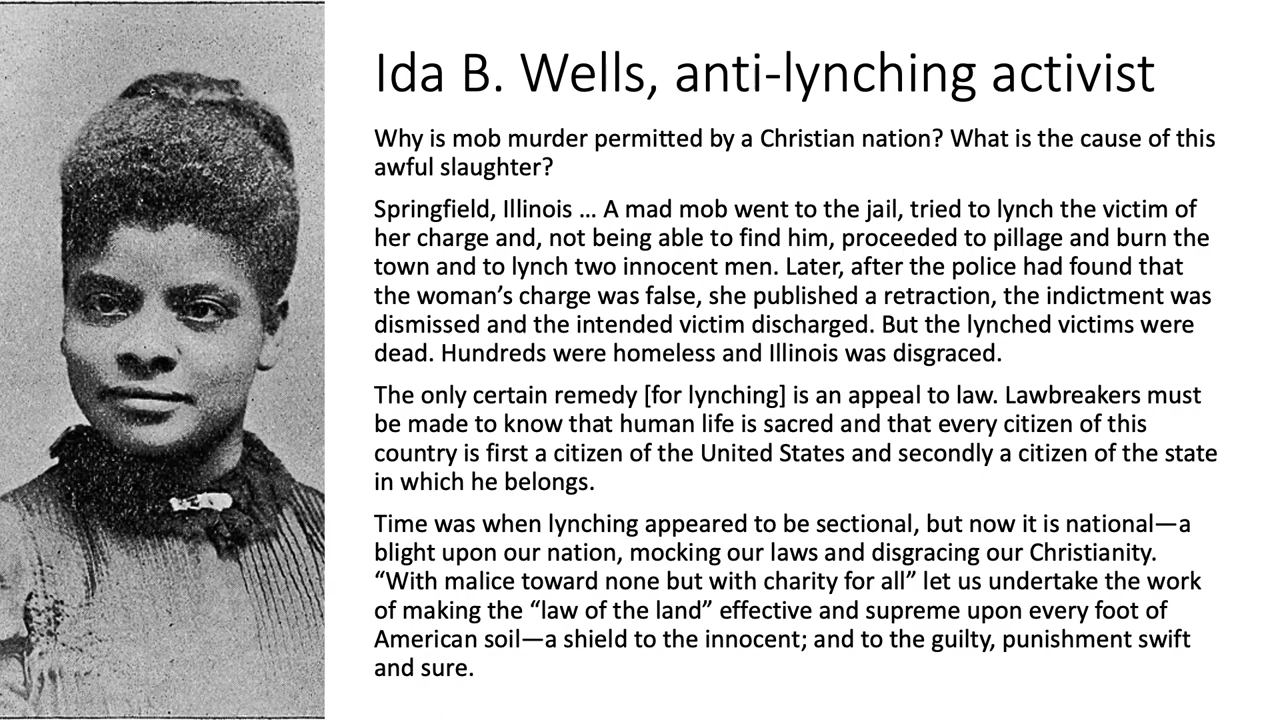 Ida B. Wells, anti-lynching activist
Why is mob murder permitted by a Christian nation? What is the cause of this
awful slaughter?
Springfield, Illinois … A mad mob went to the jail, tried to lynch the victim of
her charge and, not being able to find him, proceeded to pillage and burn the
town and to lynch two innocent men. Later, after the police had found that
the woman’s charge was false, she published a retraction, the indictment was
dismissed and the intended victim discharged. But the lynched victims were
dead. Hundreds were homeless and Illinois was disgraced.
The only certain remedy [for lynching] is an appeal to law. Lawbreakers must
be made to know that human life is sacred and that every citizen of this
country is first a citizen of the United States and secondly a citizen of the state
in which he belongs.
Time was when lynching appeared to be sectional, but now it is national—a
blight upon our nation, mocking our laws and disgracing our Christianity.
“With malice toward none but with charity for all” let us undertake the work
of making the “law of the land” effective and supreme upon every foot of
American soil—a shield to the innocent; and to the guilty, punishment swift
and sure.